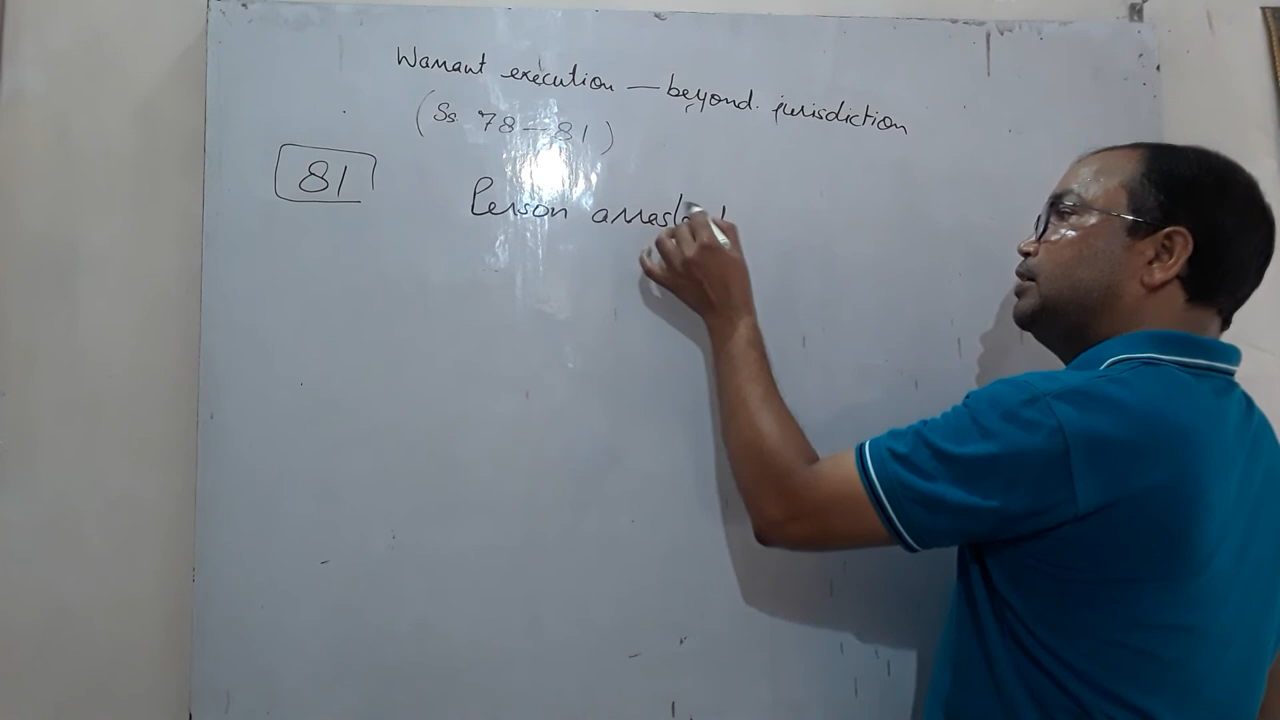 Warrant execution — beyond jurisdiction
(Ss 78-81)
81
Person arrested